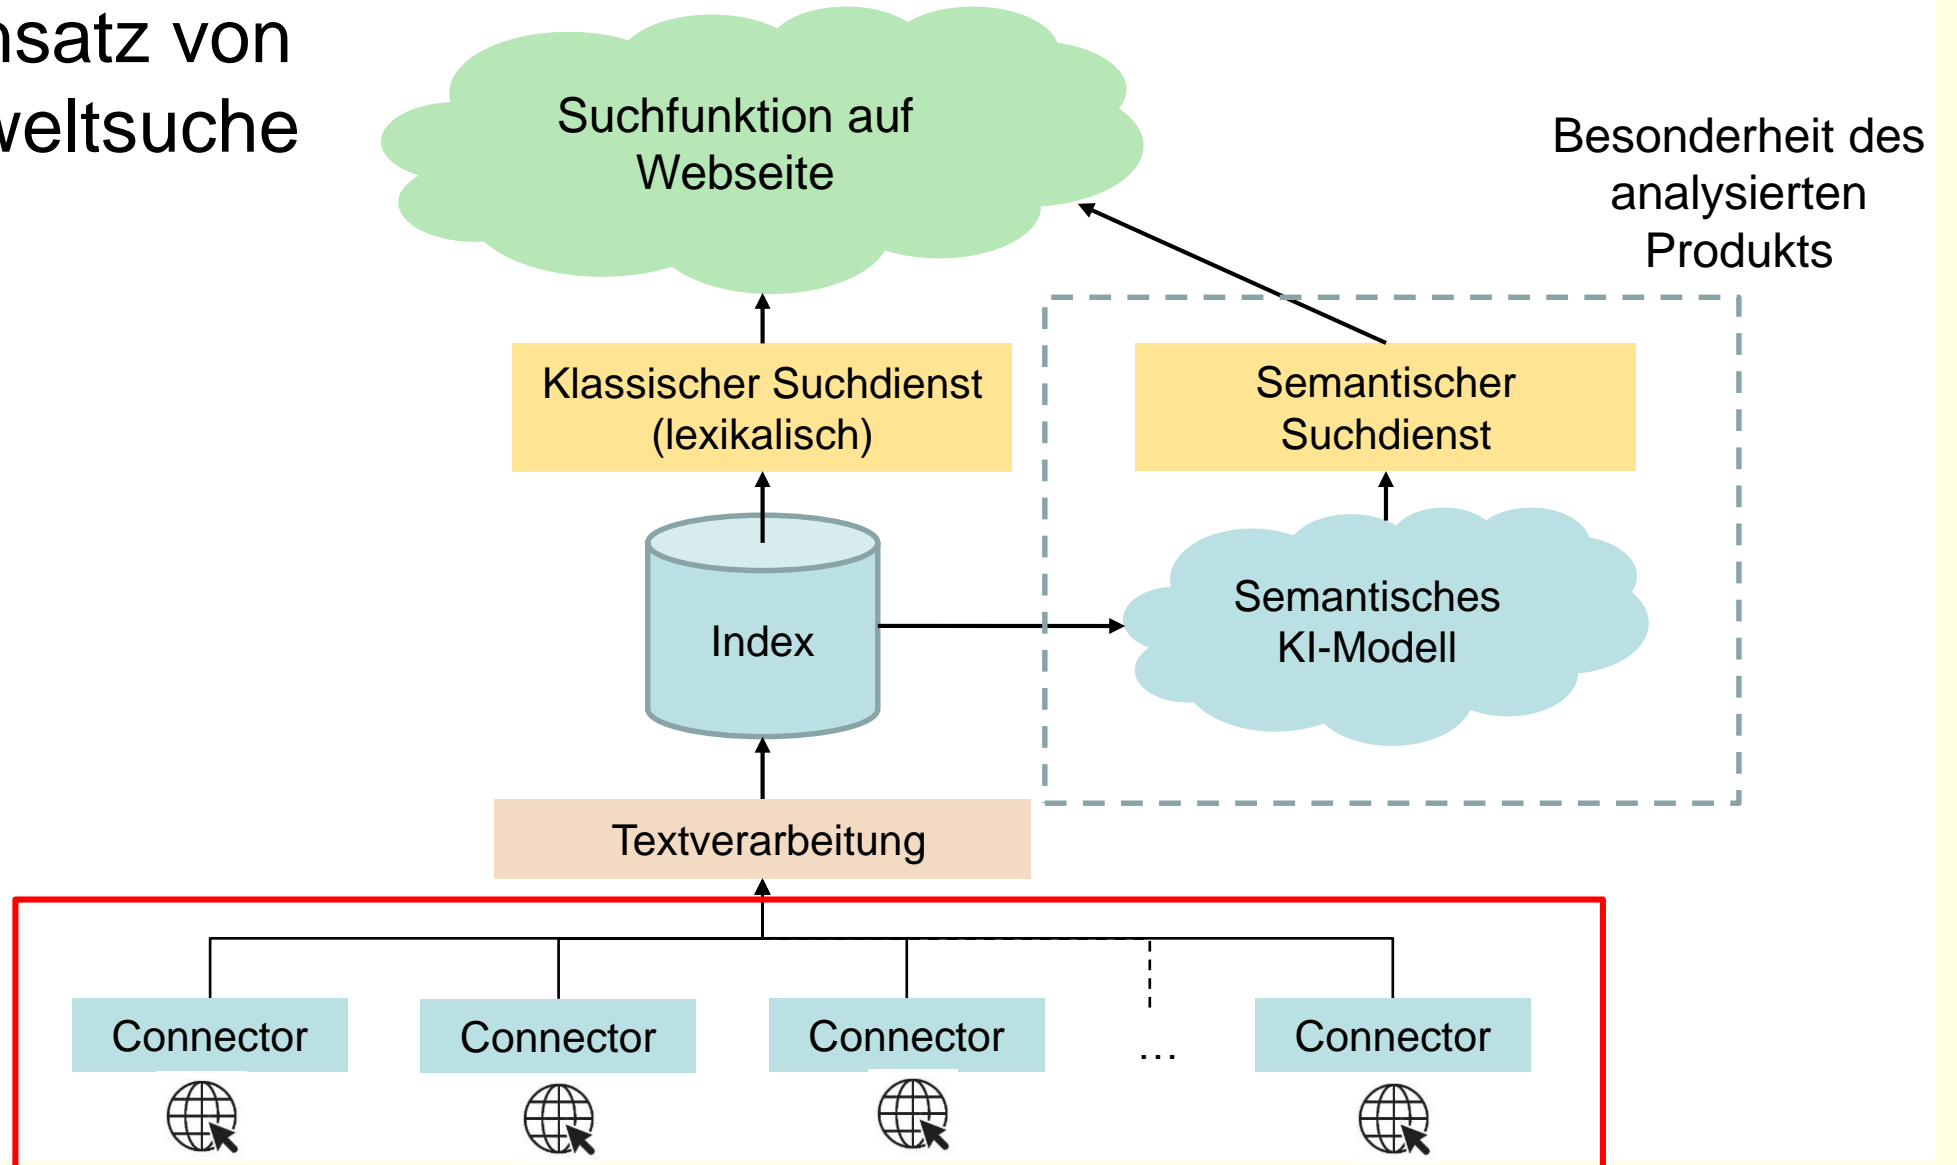 nsatz von
weltsuche
Suchfunktion auf
Webseite
Besonderheit des
analysierten
Produkts
Klassischer Suchdienst
(lexikalisch)
Semantischer
Suchdienst
Index
Semantisches
KI-Modell
Textverarbeitung
Connector
Connector
Connector
...
Connector